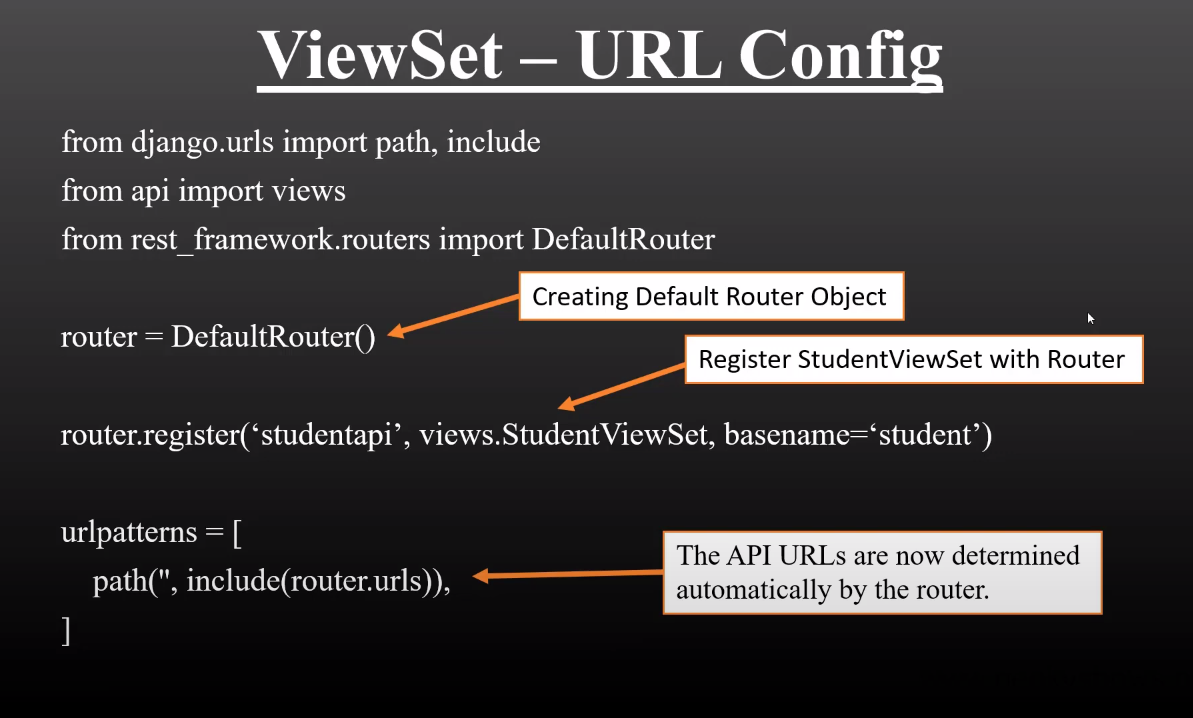 ViewSet – URL Config
from django.urls import path, include
from api import views
from rest_framework.routers import DefaultRouter
Creating Default Router Object
router = DefaultRouter()
Register StudentViewSet with Router
router.register(‘studentapi’, views.StudentViewSet, basename=‘student’)
urlpatterns = [
path('', include(router.urls)),
The API URLs are now determined
automatically by the router.
]